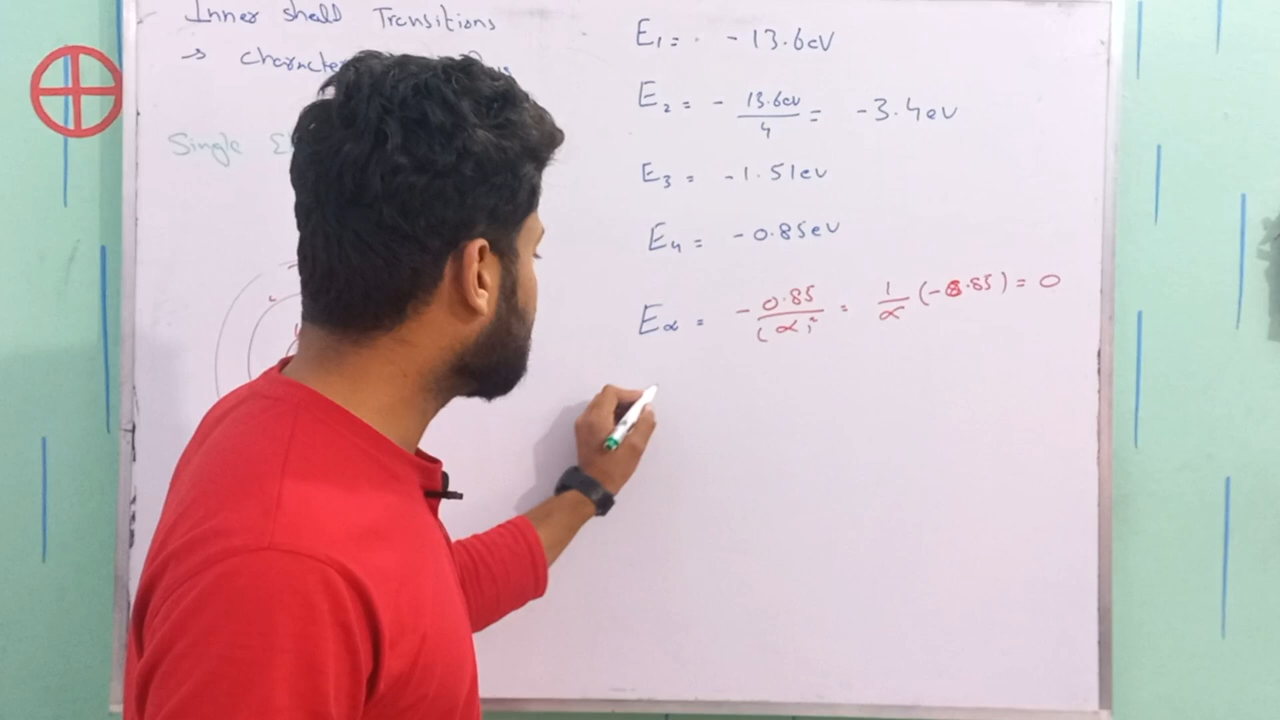 Inner shell Transitions
→
Single
E₁ = - 13.6eV
E₂ = - 13.6ev/4 = -3.4ev
E₃ = -1.51ev
E₄ = -0.85eV
E∝ = - 0.85/(∝)² = 1/∝ (-0.85) = 0